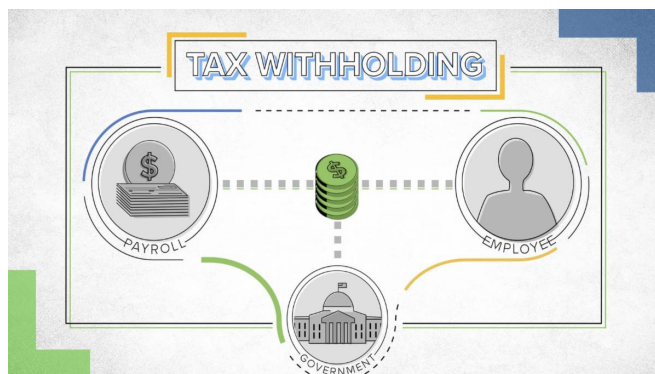 TAX WITHHOLDING
$
$
PAYROLL
EMPLOYEE
GOVERNMENT